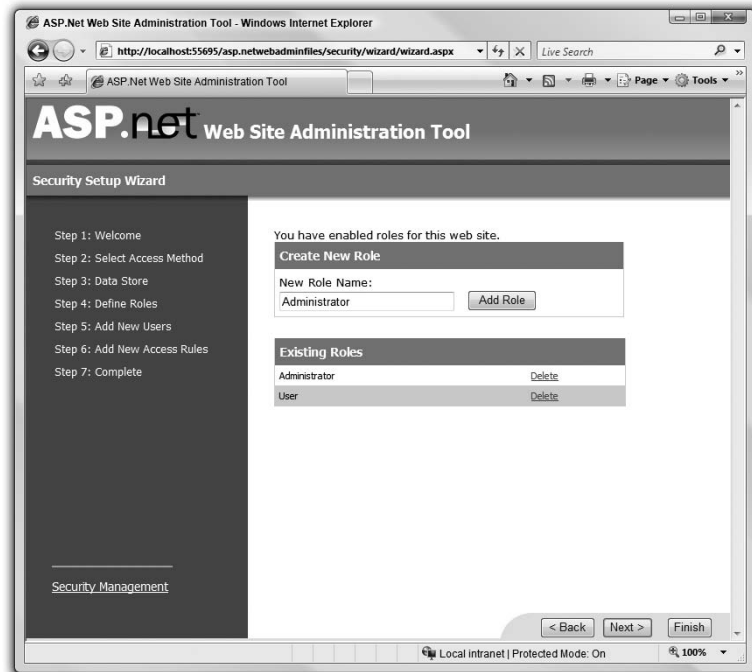 ASP.Net Web Site Administration Tool - Windows Internet Explorer
http://localhost:55695/asp.netwebadminfiles/security/wizard/wizard.aspx
Live Search
ASP.Net Web Site Administration Tool
Page
Tools
ASP.net Web Site Administration Tool
Security Setup Wizard
Step 1: Welcome
Step 2: Select Access Method
Step 3: Data Store
Step 4: Define Roles
Step 5: Add New Users
Step 6: Add New Access Rules
Step 7: Complete
Security Management
You have enabled roles for this web site.
Create New Role
New Role Name:
Administrator
Add Role
Existing Roles
Administrator Delete
User Delete
< Back Next > Finish
Local intranet | Protected Mode: On 100%